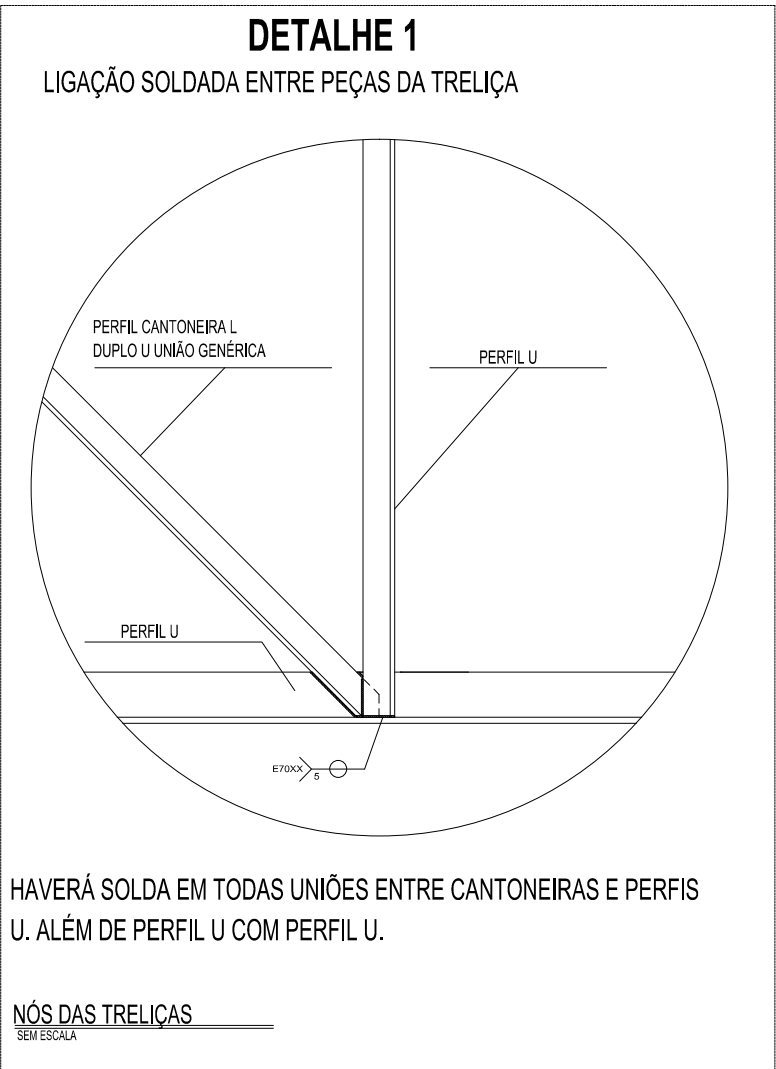 DETALHE 1
LIGAÇÃO SOLDADA ENTRE PEÇAS DA TRELIÇA
PERFIL CANTONEIRA L
DUPLO U UNIÃO GENÉRICA
PERFIL U
PERFIL U
E70XX
5
HAVERÁ SOLDA EM TODAS UNIÕES ENTRE CANTONEIRAS E PERFIS
U. ALÉM DE PERFIL U COM PERFIL U.
NÓS DAS TRELIÇAS
SEM ESCALA